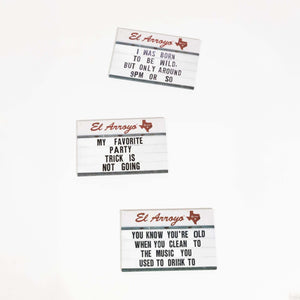 El Arroyo
I WAS BORN
TO BE WILD.
BUT ONLY AROUND
9PM OR SO
El Arroyo
MY FAVORITE
PARTY
TRICK IS
NOT GOING
El Arroyo
YOU KNOW YOU'RE OLD
WHEN YOU CLEAN TO
THE MUSIC YOU
USED TO DRINK TO